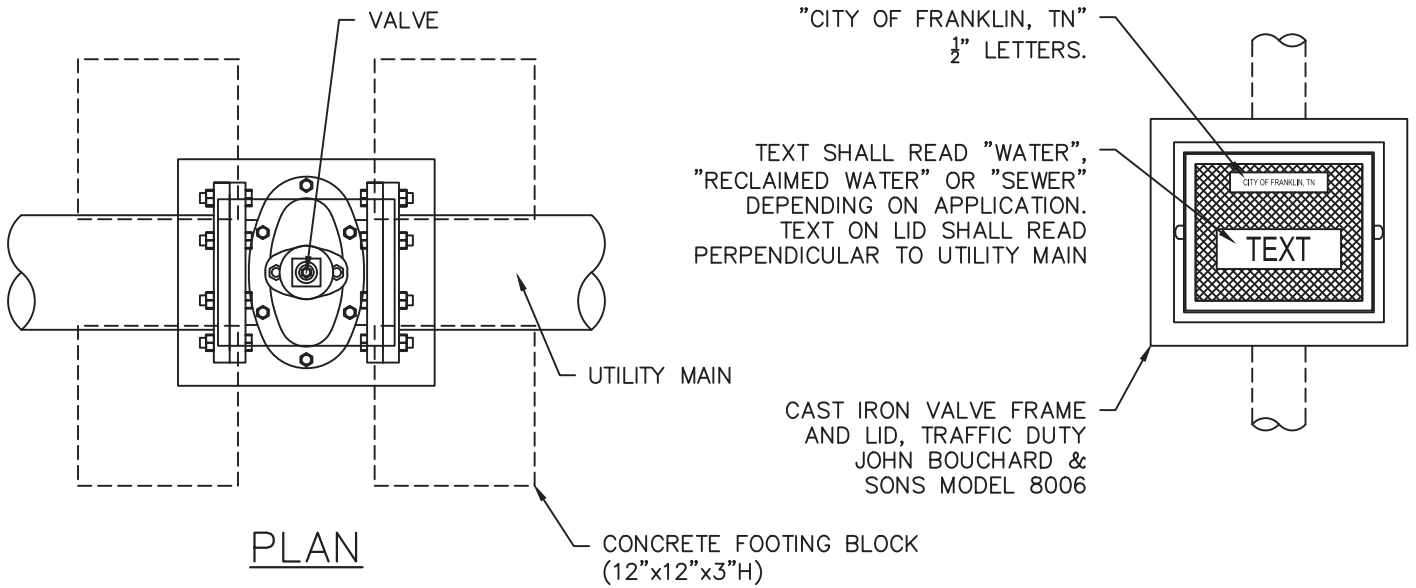 VALVE
UTILITY MAIN
CONCRETE FOOTING BLOCK
(12"x12"x3"H)
PLAN
"CITY OF FRANKLIN, TN"
½" LETTERS.
TEXT SHALL READ "WATER",
"RECLAIMED WATER" OR "SEWER"
DEPENDING ON APPLICATION.
TEXT ON LID SHALL READ
PERPENDICULAR TO UTILITY MAIN
CITY OF FRANKLIN, TN
TEXT
CAST IRON VALVE FRAME
AND LID, TRAFFIC DUTY
JOHN BOUCHARD &
SONS MODEL 8006